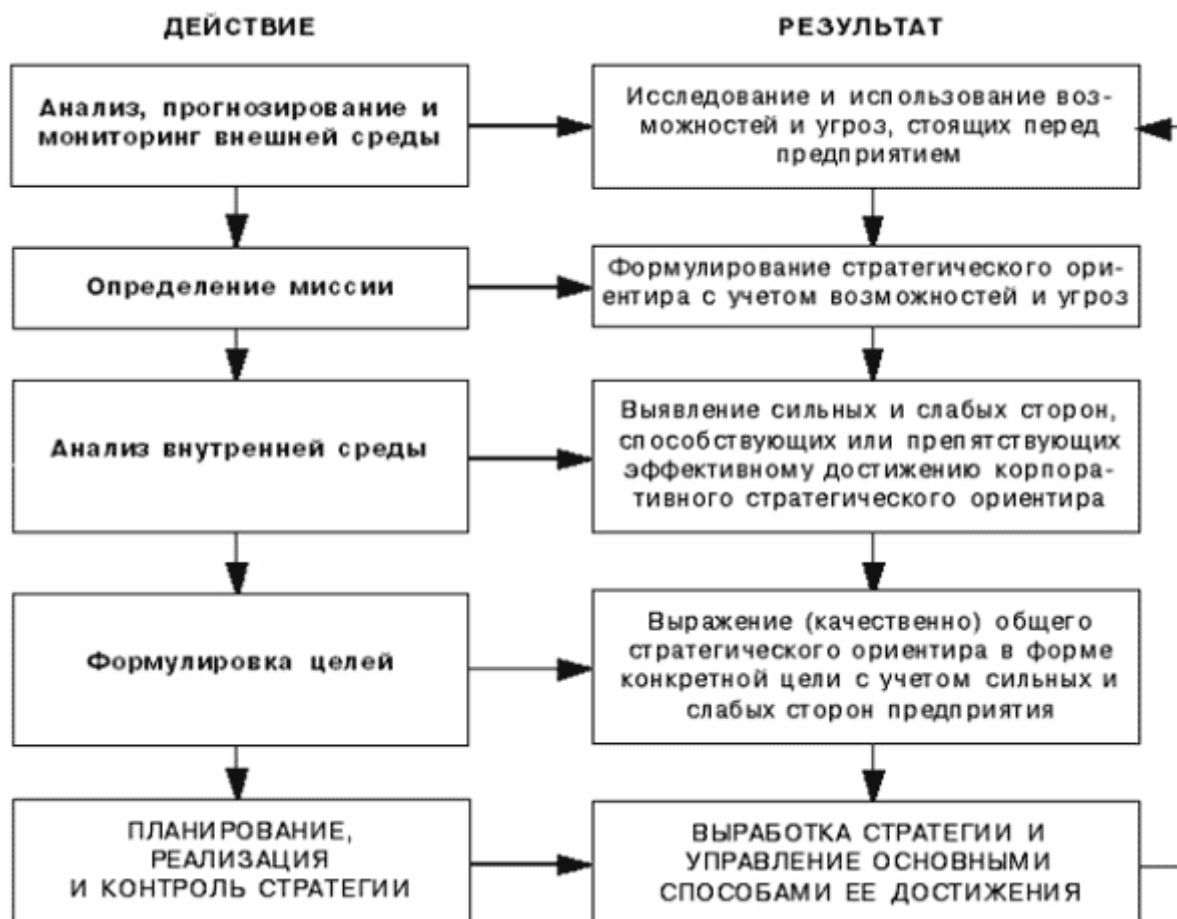 ДЕЙСТВИЕ
РЕЗУЛЬТАТ
Анализ, прогнозирование и
мониторинг внешней среды
Исследование и использование воз-
можностей и угроз, стоящих перед
предприятием
Определение миссии
Формулирование стратегического ори-
ентира с учетом возможностей и угроз
Анализ внутренней среды
Выявление сильных и слабых сторон,
способствующих или препятствующих
эффективному достижению корпора-
тивного стратегического ориентира
Формулировка целей
Выражение (качественно) общего
стратегического ориентира в форме
конкретной цели с учетом сильных и
слабых сторон предприятия
ПЛАНИРОВАНИЕ,
РЕАЛИЗАЦИЯ
И КОНТРОЛЬ СТРАТЕГИИ
ВЫРАБОТКА СТРАТЕГИИ И
УПРАВЛЕНИЕ ОСНОВНЫМИ
СПОСОБАМИ ЕЕ ДОСТИЖЕНИЯ